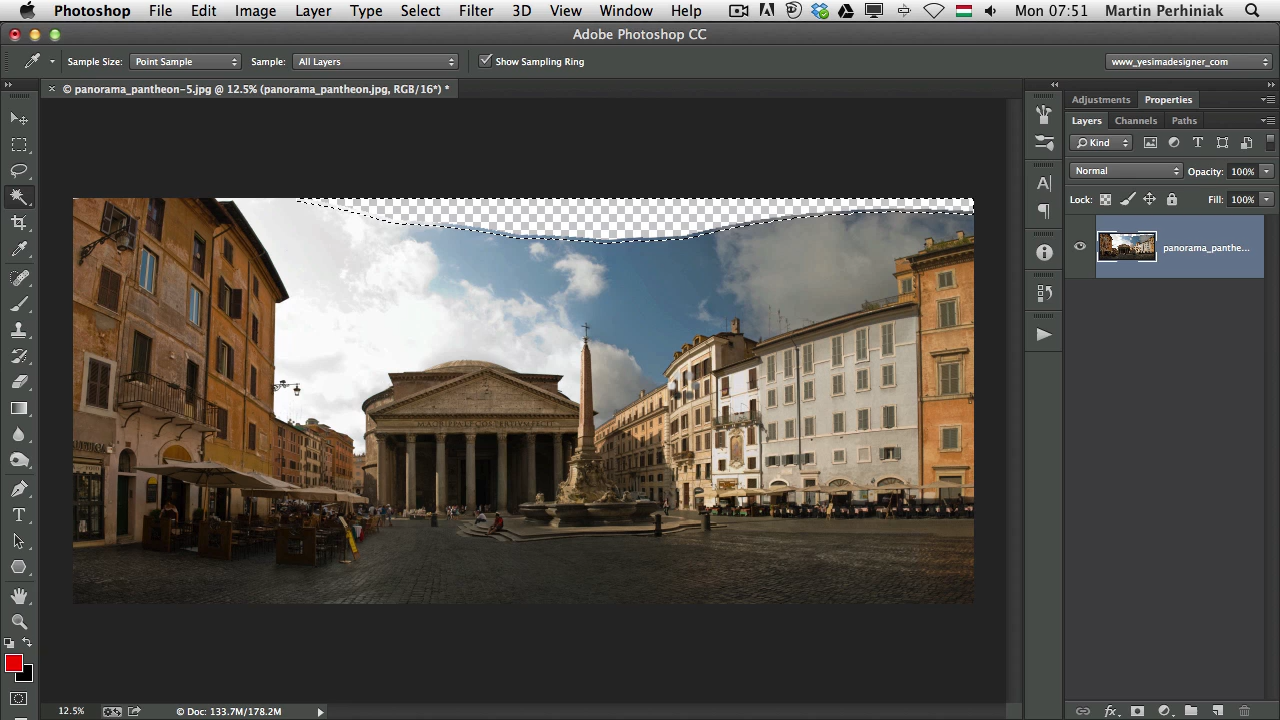 Photoshop File Edit Image Layer Type Select Filter 3D View Window Help Mon 07:51 Martin Perhiniak
Adobe Photoshop CC
Sample Size: Point Sample Sample: All Layers Show Sampling Ring www_yesimadesigner_com
× © panorama_pantheon-5.jpg @ 12.5% (panorama_pantheon.jpg, RGB/16*) *
Adjustments Properties
Layers Channels Paths
Kind
Normal Opacity: 100%
Lock: Fill: 100%
panorama_panthe...
12.5% © Doc: 133.7M/178.2M